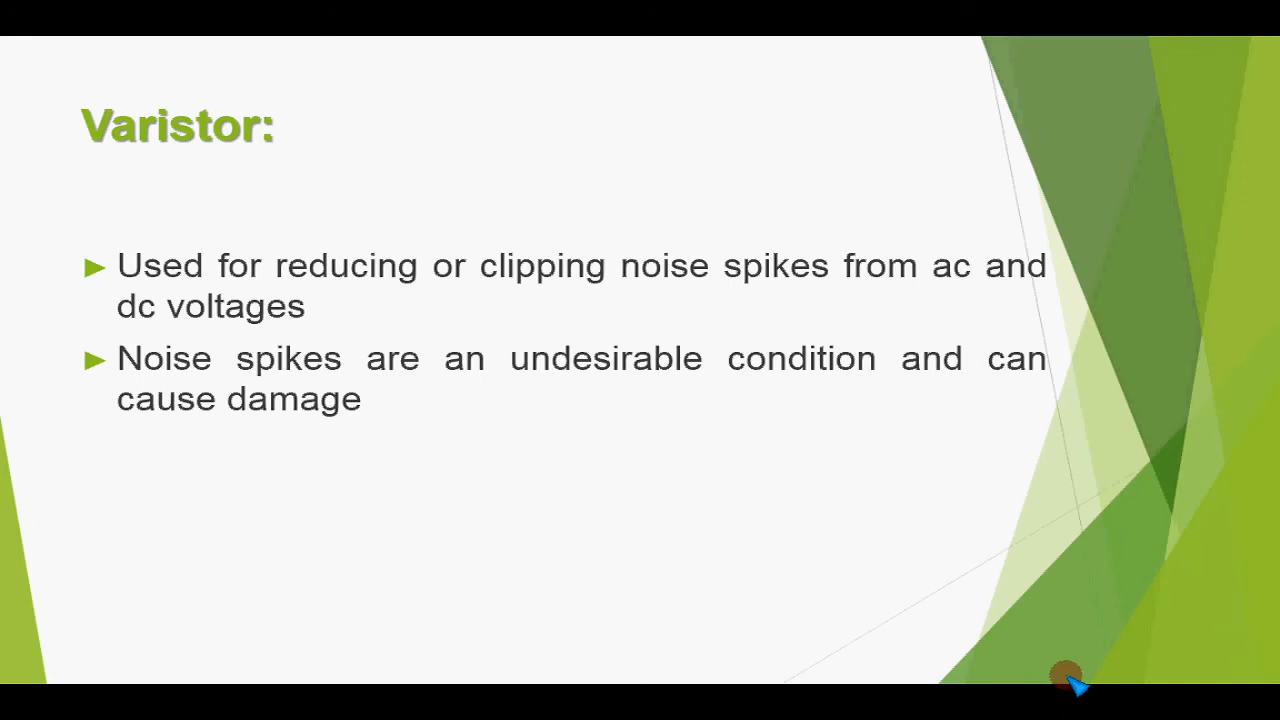 Varistor:
Used for reducing or clipping noise spikes from ac and
dc voltages
Noise spikes are an undesirable condition and can
cause damage